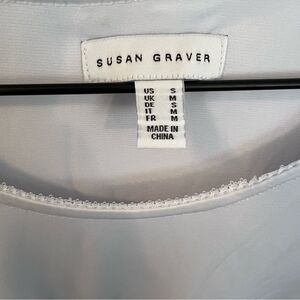 SUSAN GRAVER
US S
UK M
DE S
IT M
FR M
MADE IN
CHINA